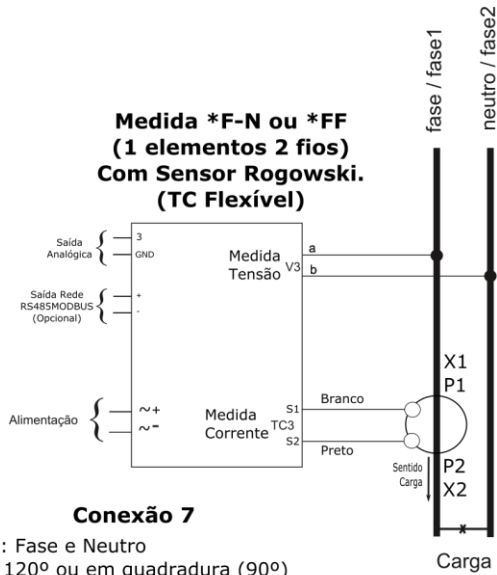 fase / fase1
neutro / fase2
Medida *F-N ou *FF
(1 elementos 2 fios)
Com Sensor Rogowski.
(TC Flexível)
Saída
Analógica
3
GND
Medida
Tensão
V3
a
b
Saída Rede
RS485MODBUS
(Opcional)
+
-
X1
P1
Alimentação
~+
~-
Medida
Corrente
TC3
S1
S2
Branco
Preto
Sentido
Carga
P2
X2
Conexão 7
: Fase e Neutro
120º ou em quadratura (90º)
Carga